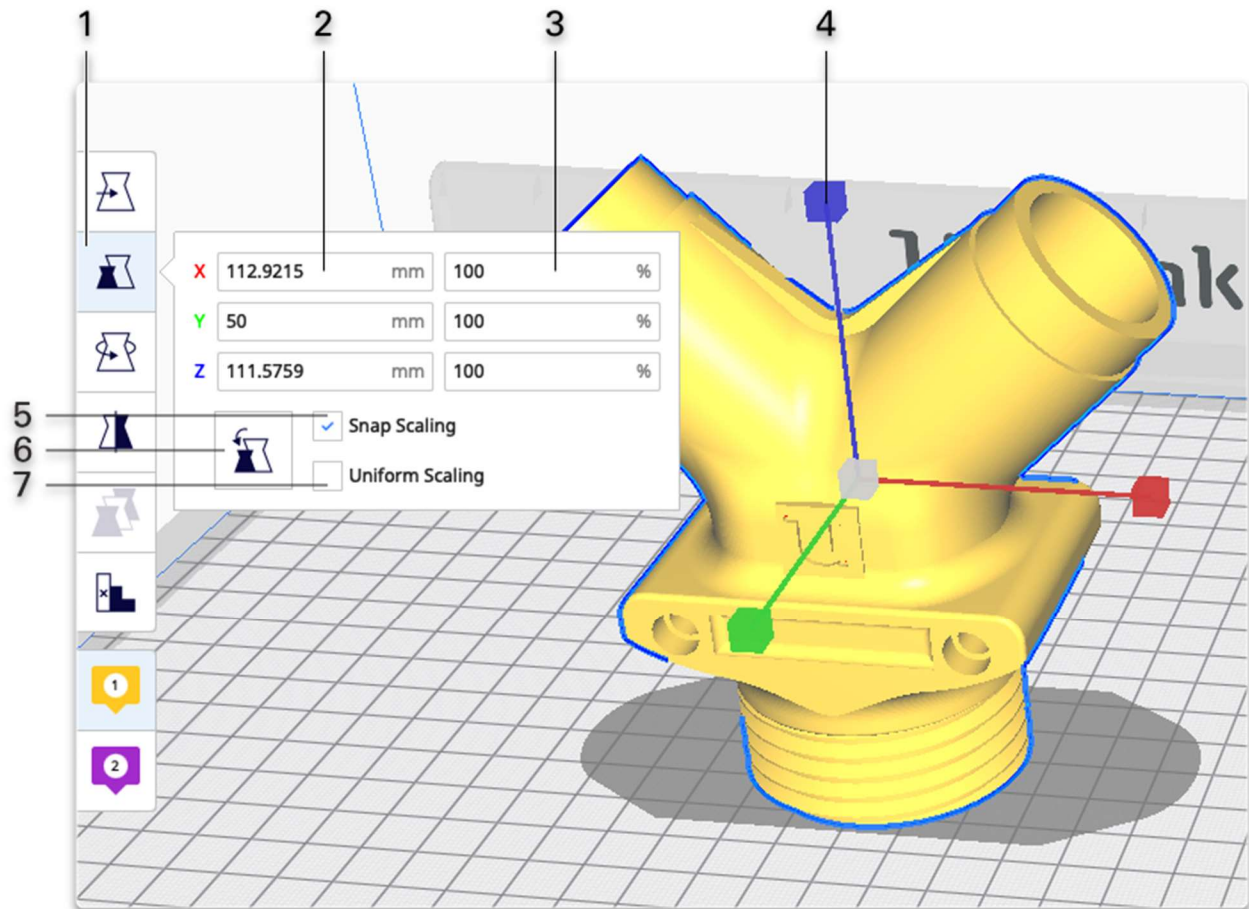 1 2 3 4
X 112.9215 mm 100 %
Y 50 mm 100 %
Z 111.5759 mm 100 %
5
Snap Scaling
6
7
Uniform Scaling
1
2